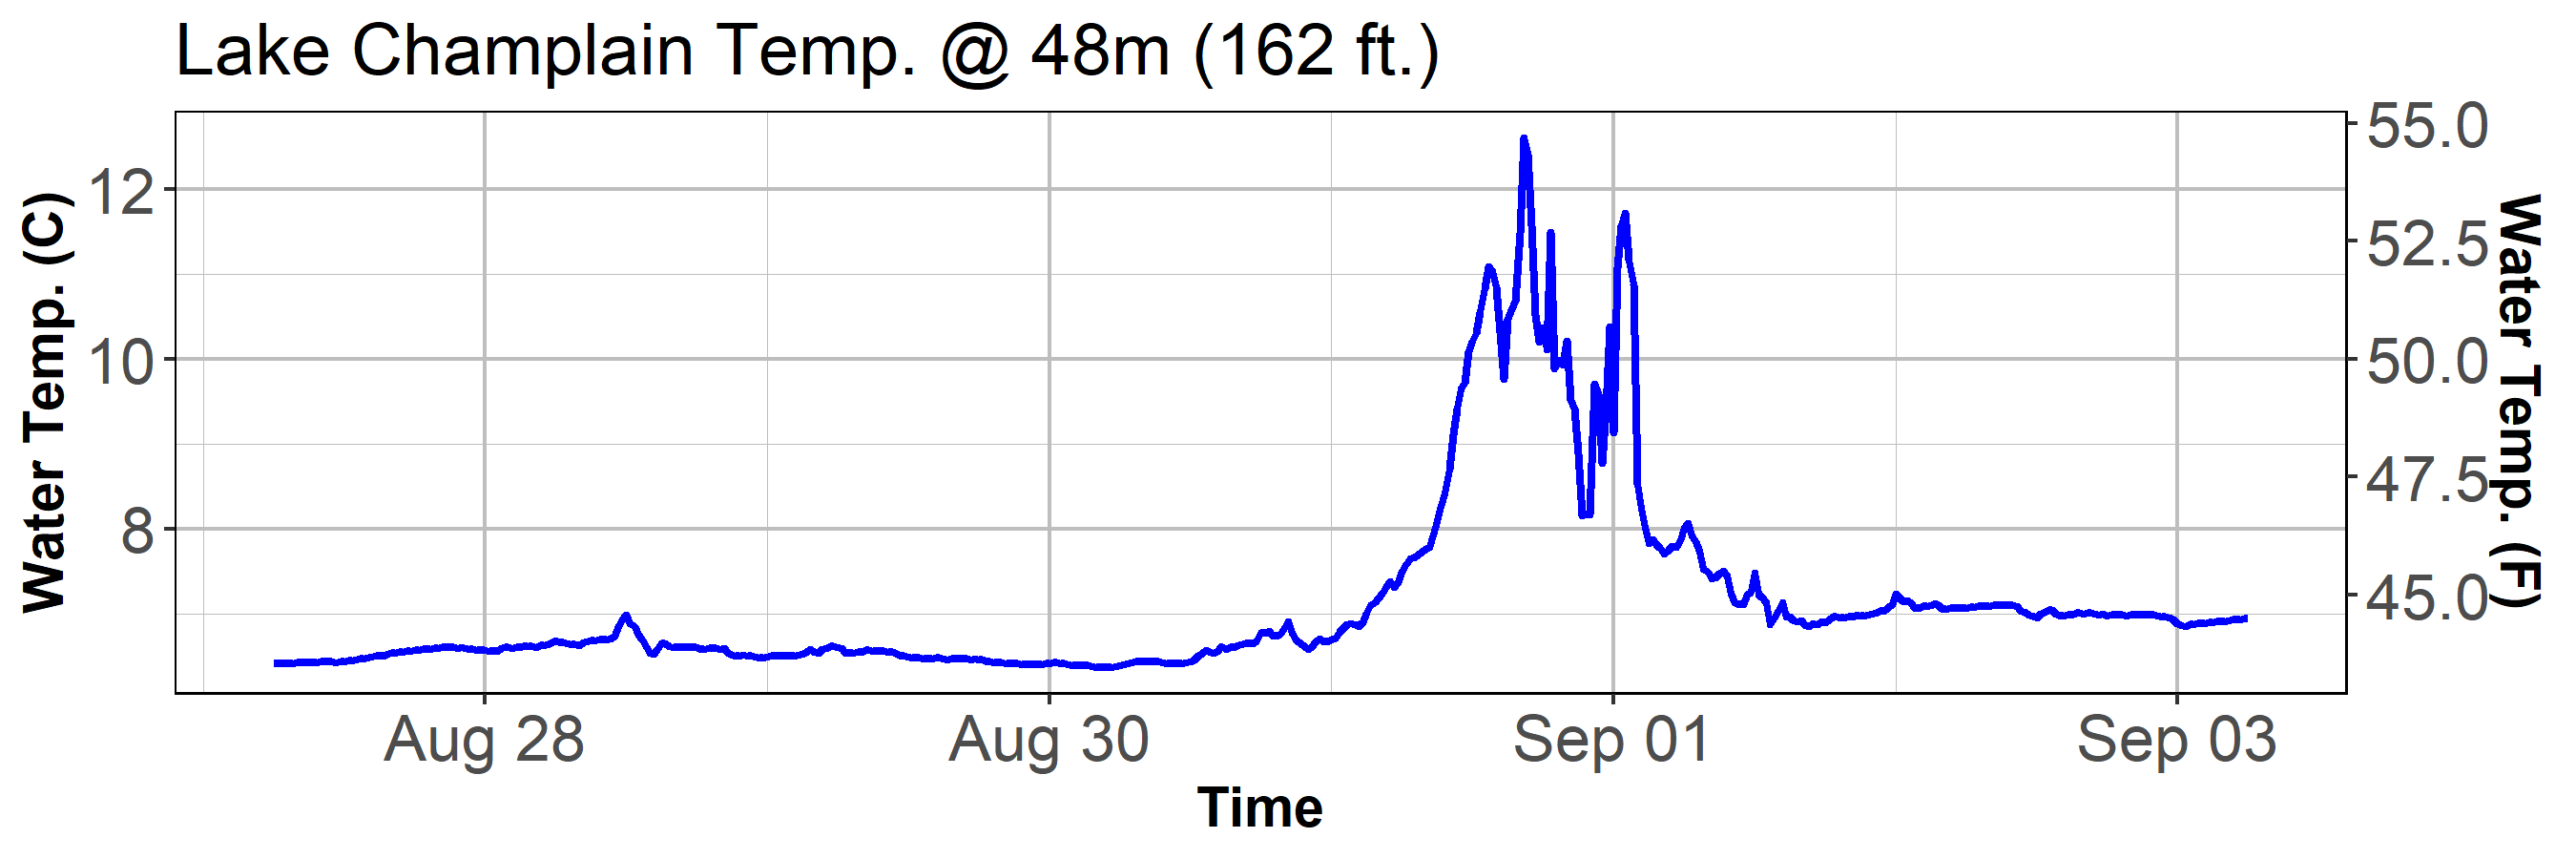 Lake Champlain Temp. @ 48m (162 ft.)
Water Temp. (C)
12
10
8
55.0
52.5
50.0
47.5
45.0
Water Temp. (F)
Aug 28
Aug 30
Sep 01
Sep 03
Time